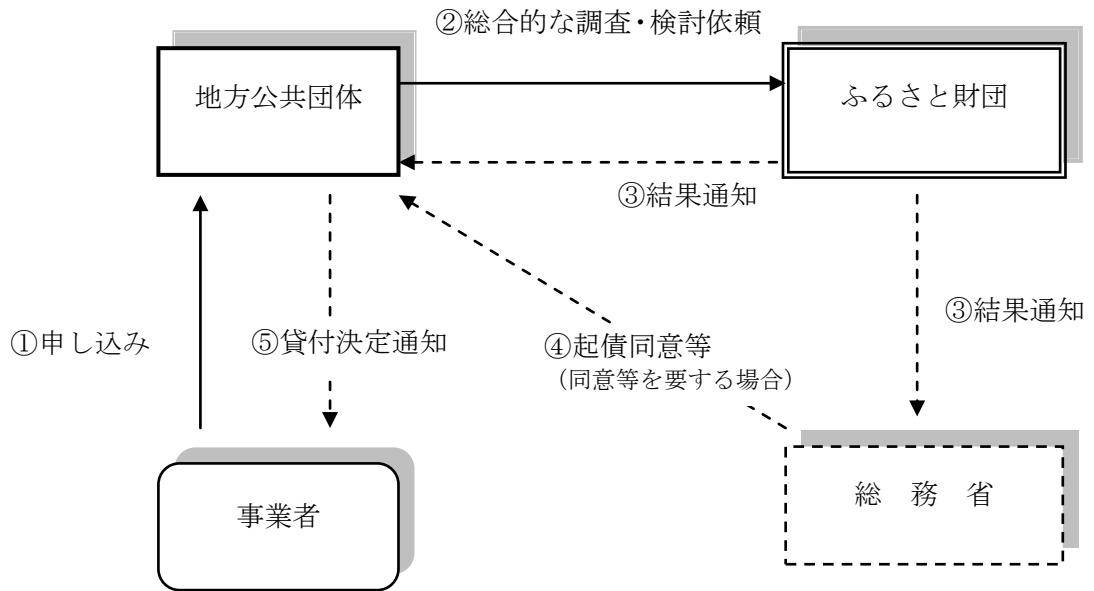 ②総合的な調査・検討依頼
地方公共団体
ふるさと財団
③結果通知
③結果通知
①申し込み
⑤貸付決定通知
④起債同意等
（同意等を要する場合）
事業者
総　務　省